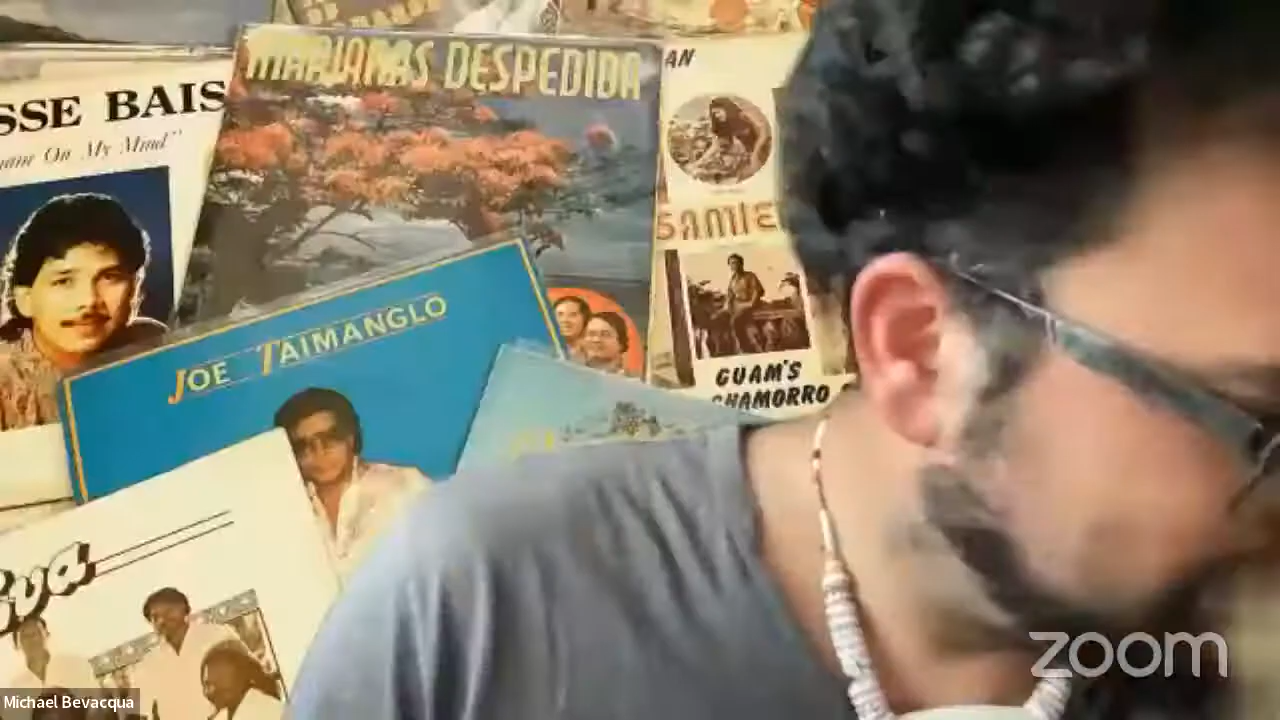 MARIANAS DESPEDIDA
AN
SSE BAIS
On My Mind"
SAMIE
JOE TAIMANGLO
GUAM'S
CHAMORRO
zoom
Michael Bevacqua